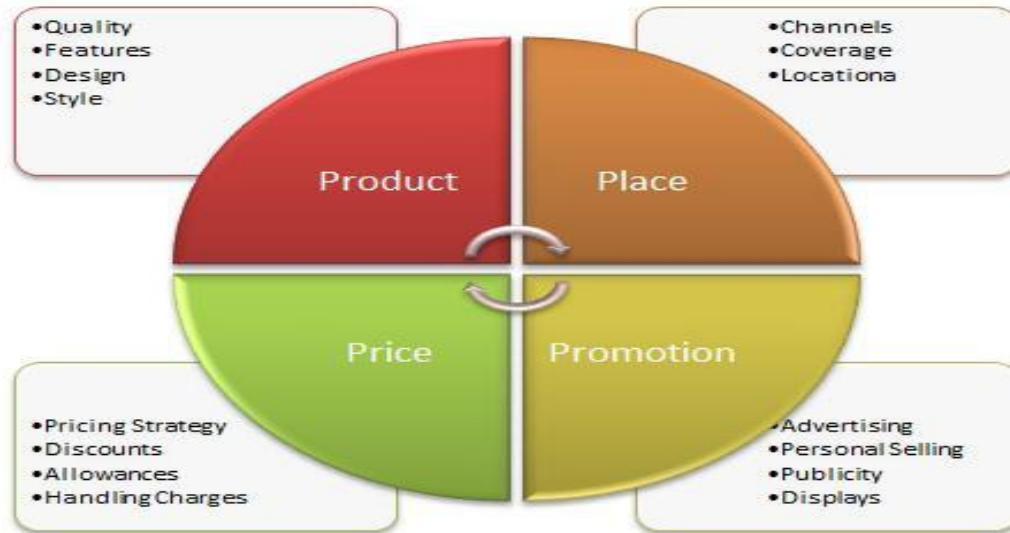 •Quality
•Features
•Design
•Style
•Channels
•Coverage
•Locationa
Product
Place
Price
Promotion
•Pricing Strategy
•Discounts
•Allowances
•Handling Charges
•Advertising
•Personal Selling
•Publicity
•Displays